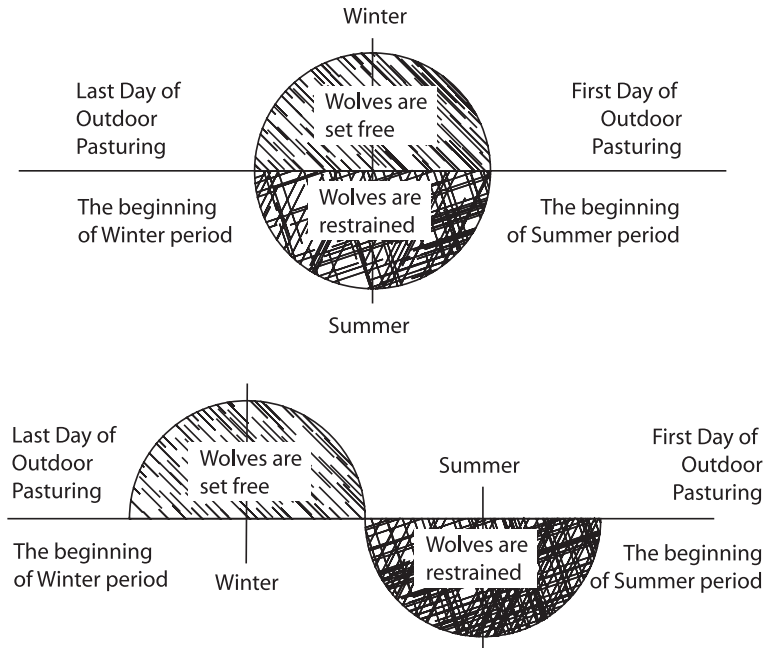 Winter
Last Day of
Outdoor
Pasturing
Wolves are
set free
First Day of
Outdoor
Pasturing
The beginning
of Winter period
Wolves are
restrained
The beginning
of Summer period
Summer
Last Day of
Outdoor
Pasturing
Wolves are
set free
Summer
First Day of
Outdoor
Pasturing
The beginning
of Winter period
Winter
Wolves are
restrained
The beginning
of Summer period